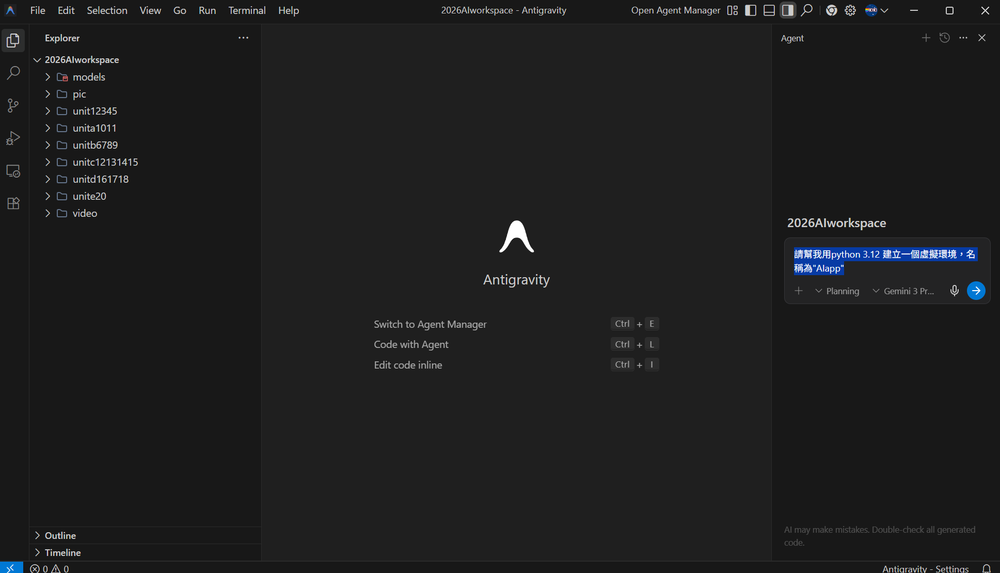 File Edit Selection View Go Run Terminal Help
2026AIworkspace - Antigravity
Open Agent Manager
Explorer
2026AIworkspace
models
pic
unit12345
unita1011
unitb6789
unitc12131415
unitd161718
unite20
video
Outline
Timeline
Antigravity
Switch to Agent Manager Ctrl + E
Code with Agent Ctrl + L
Edit code inline Ctrl + I
Agent
2026AIworkspace
請幫我用python 3.12 建立一個虛擬環境，名
稱為"AIapp"
Planning Gemini 3 Pr...
AI may make mistakes. Double-check all generated
code.
0 0
Antigravity - Settings